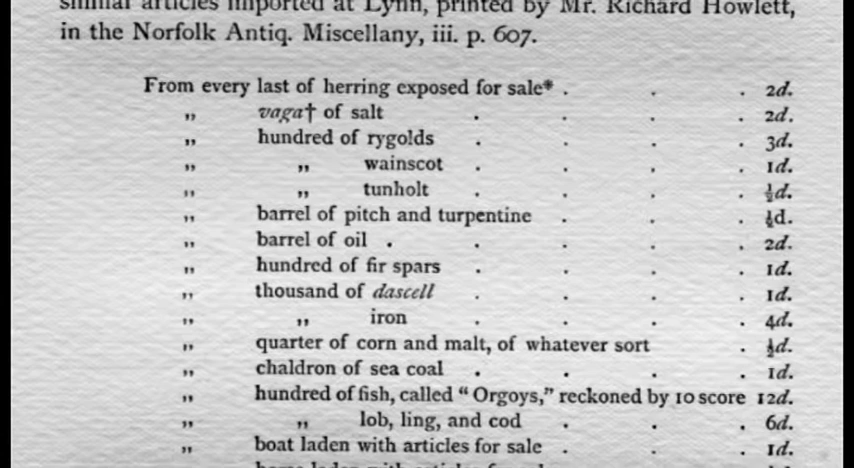 similar articles imported at Lynn, printed by Mr. Richard Howlett,
in the Norfolk Antiq. Miscellany, iii. p. 607.
From every last of herring exposed for sale* . . . 2d.
„ vaga† of salt . . . . 2d.
„ hundred of rygolds . . . . 3d.
„ „ wainscot . . . . 1d.
„ „ tunholt . . . . ½d.
„ barrel of pitch and turpentine . . . ½d.
„ barrel of oil . . . . . 2d.
„ hundred of fir spars . . . . 1d.
„ thousand of dascell . . . . 1d.
„ „ iron . . . . 4d.
„ quarter of corn and malt, of whatever sort . ½d.
„ chaldron of sea coal . . . . 1d.
„ hundred of fish, called “Orgoys,” reckoned by 10 score 12d.
„ „ lob, ling, and cod . . . 6d.
„ boat laden with articles for sale . . . 1d.